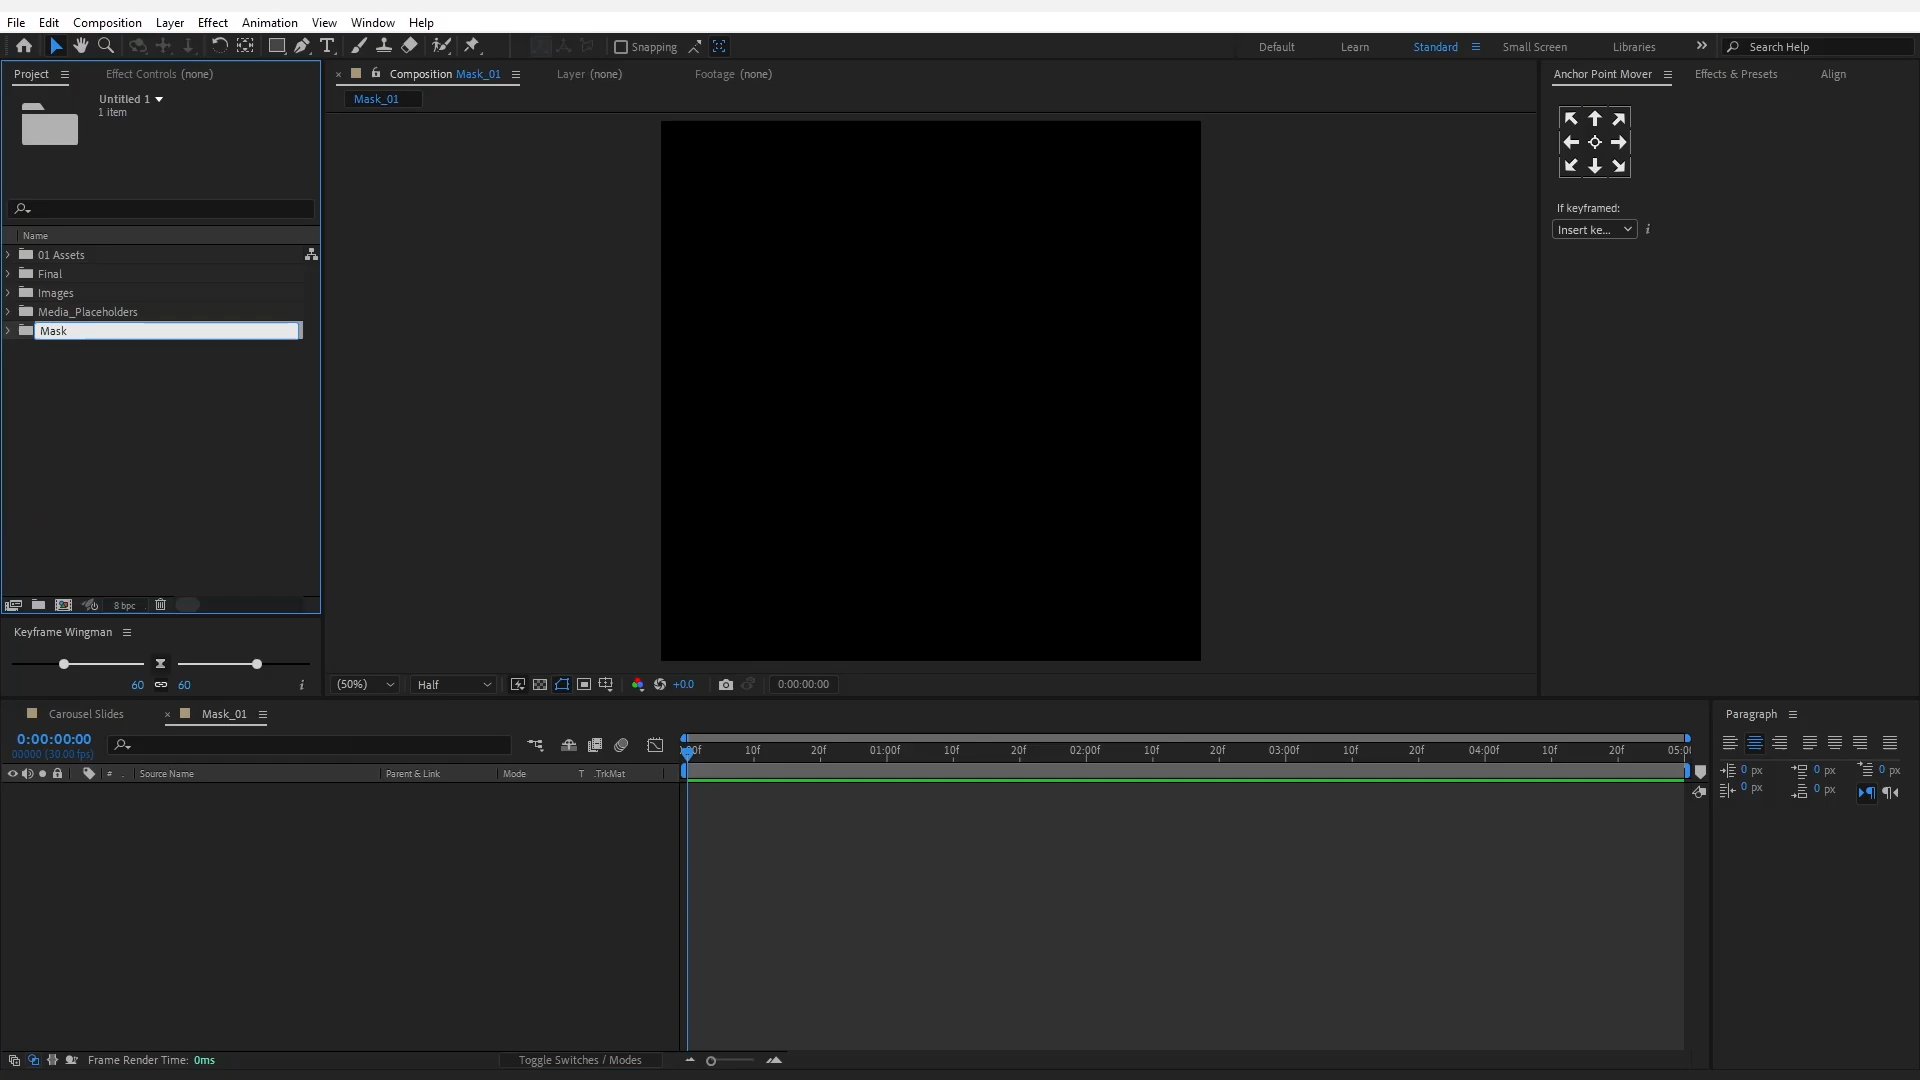 File Edit Composition Layer Effect Animation View Window Help
Snapping Default Learn Standard Small Screen Libraries Search Help
Project Effect Controls (none)
Untitled 1
1 item
Name
01 Assets
Final
Images
Media_Placeholders
Mask
8 bpc
Keyframe Wingman
60 60
Composition Mask_01 Layer (none) Footage (none)
Mask_01
(50%) Half +0.0 0:00:00:00
Anchor Point Mover Effects & Presets Align
If keyframed:
Insert ke...
Carousel Slides Mask_01
0:00:00:00
00000 (30.00 fps)
# Source Name Parent & Link Mode T .TrkMat
10f 20f 01:00f 10f 20f 02:00f 10f 20f 03:00f 10f 20f 04:00f 10f 20f
Frame Render Time: 0ms Toggle Switches / Modes
Paragraph
0 px 0 px 0 px
0 px 0 px